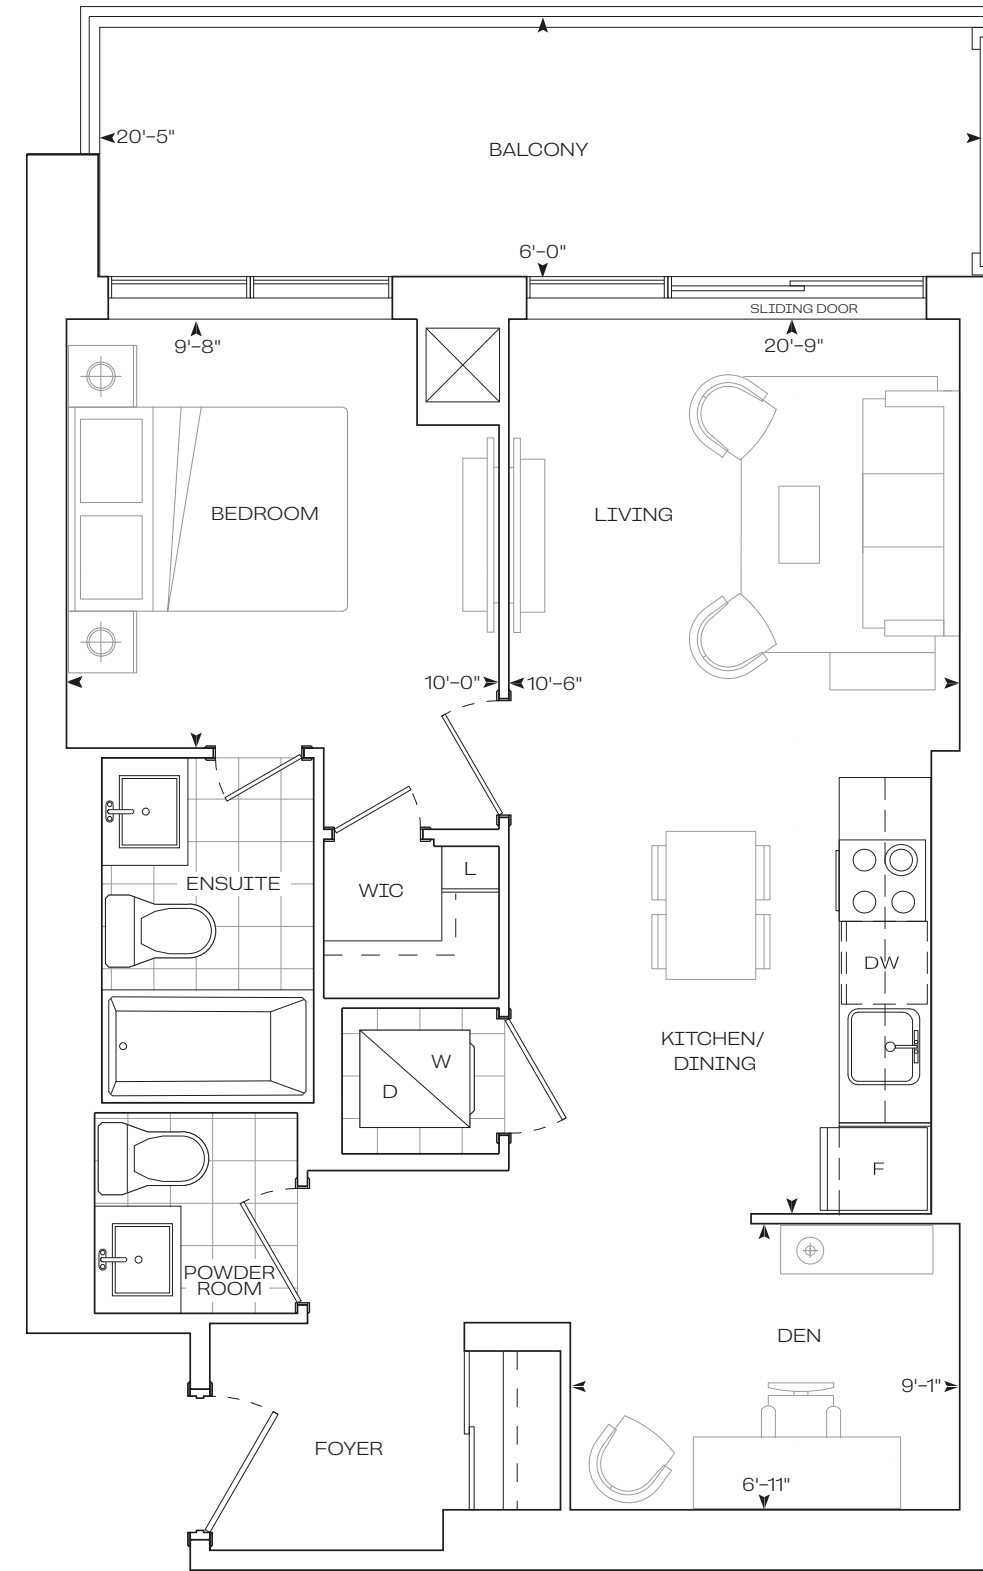 20'-5"
BALCONY
6'-0"
SLIDING DOOR
9'-8"
20'-9"
BEDROOM
LIVING
10'-0"
10'-6"
L
ENSUITE
WIC
DW
KITCHEN/
DINING
W
D
F
POWDER
ROOM
DEN
9'-1"
FOYER
6'-11"